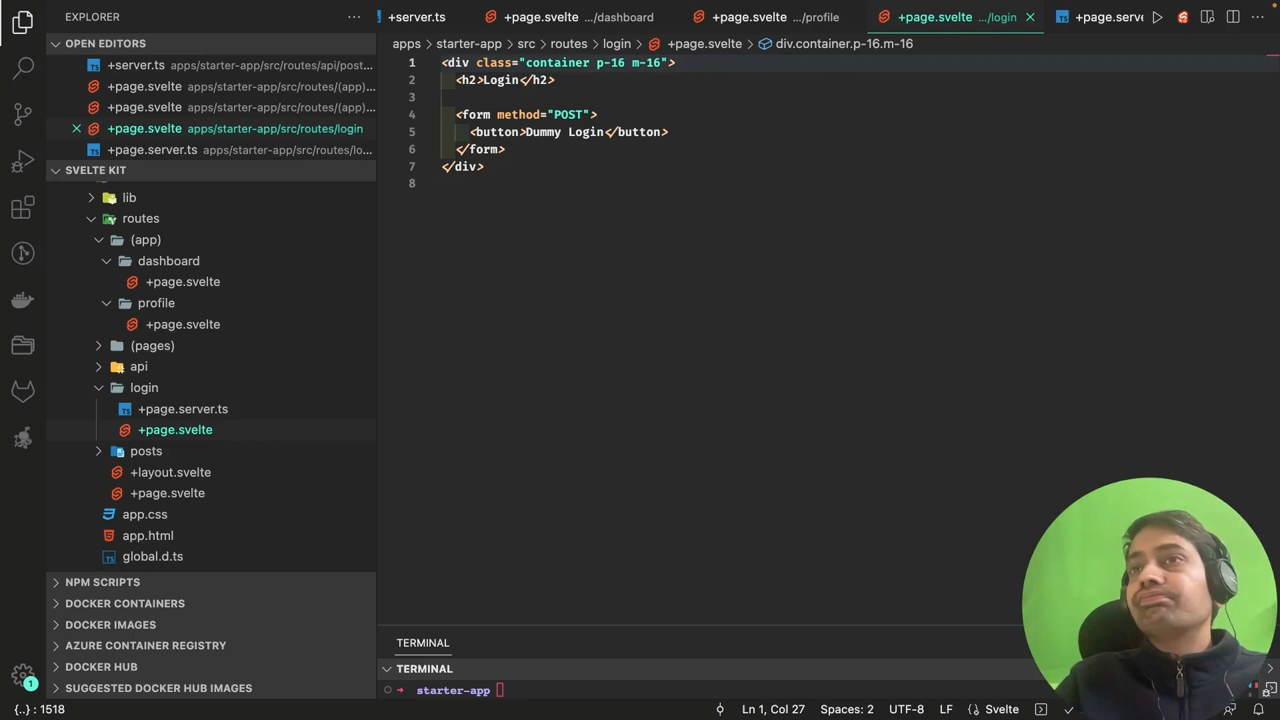 EXPLORER
OPEN EDITORS
+server.ts apps/starter-app/src/routes/api/post...
+page.svelte apps/starter-app/src/routes/(app)...
+page.svelte apps/starter-app/src/routes/(app)...
+page.svelte apps/starter-app/src/routes/login
+page.server.ts apps/starter-app/src/routes/lo...
SVELTE KIT
lib
routes
(app)
dashboard
+page.svelte
profile
+page.svelte
(pages)
api
login
+page.server.ts
+page.svelte
posts
+layout.svelte
+page.svelte
app.css
app.html
global.d.ts
NPM SCRIPTS
DOCKER CONTAINERS
DOCKER IMAGES
AZURE CONTAINER REGISTRY
DOCKER HUB
SUGGESTED DOCKER HUB IMAGES
+server.ts +page.svelte .../dashboard +page.svelte .../profile +page.svelte .../login +page.serve
apps > starter-app > src > routes > login > +page.svelte > div.container.p-16.m-16
1 <div class="container p-16 m-16">
2 <h2>Login</h2>
3
4 <form method="POST">
5 <button>Dummy Login</button>
6 </form>
7 </div>
8
TERMINAL
TERMINAL
starter-app
1
{..} : 1518 Ln 1, Col 27 Spaces: 2 UTF-8 LF Svelte